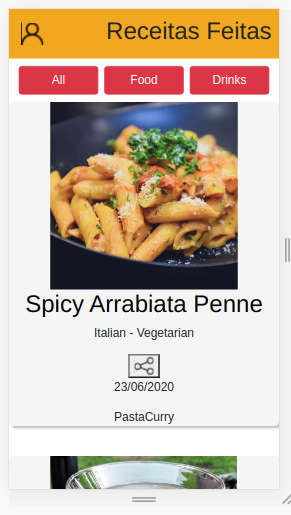 Receitas Feitas
All Food Drinks
Spicy Arrabiata Penne
Italian - Vegetarian
23/06/2020
PastaCurry